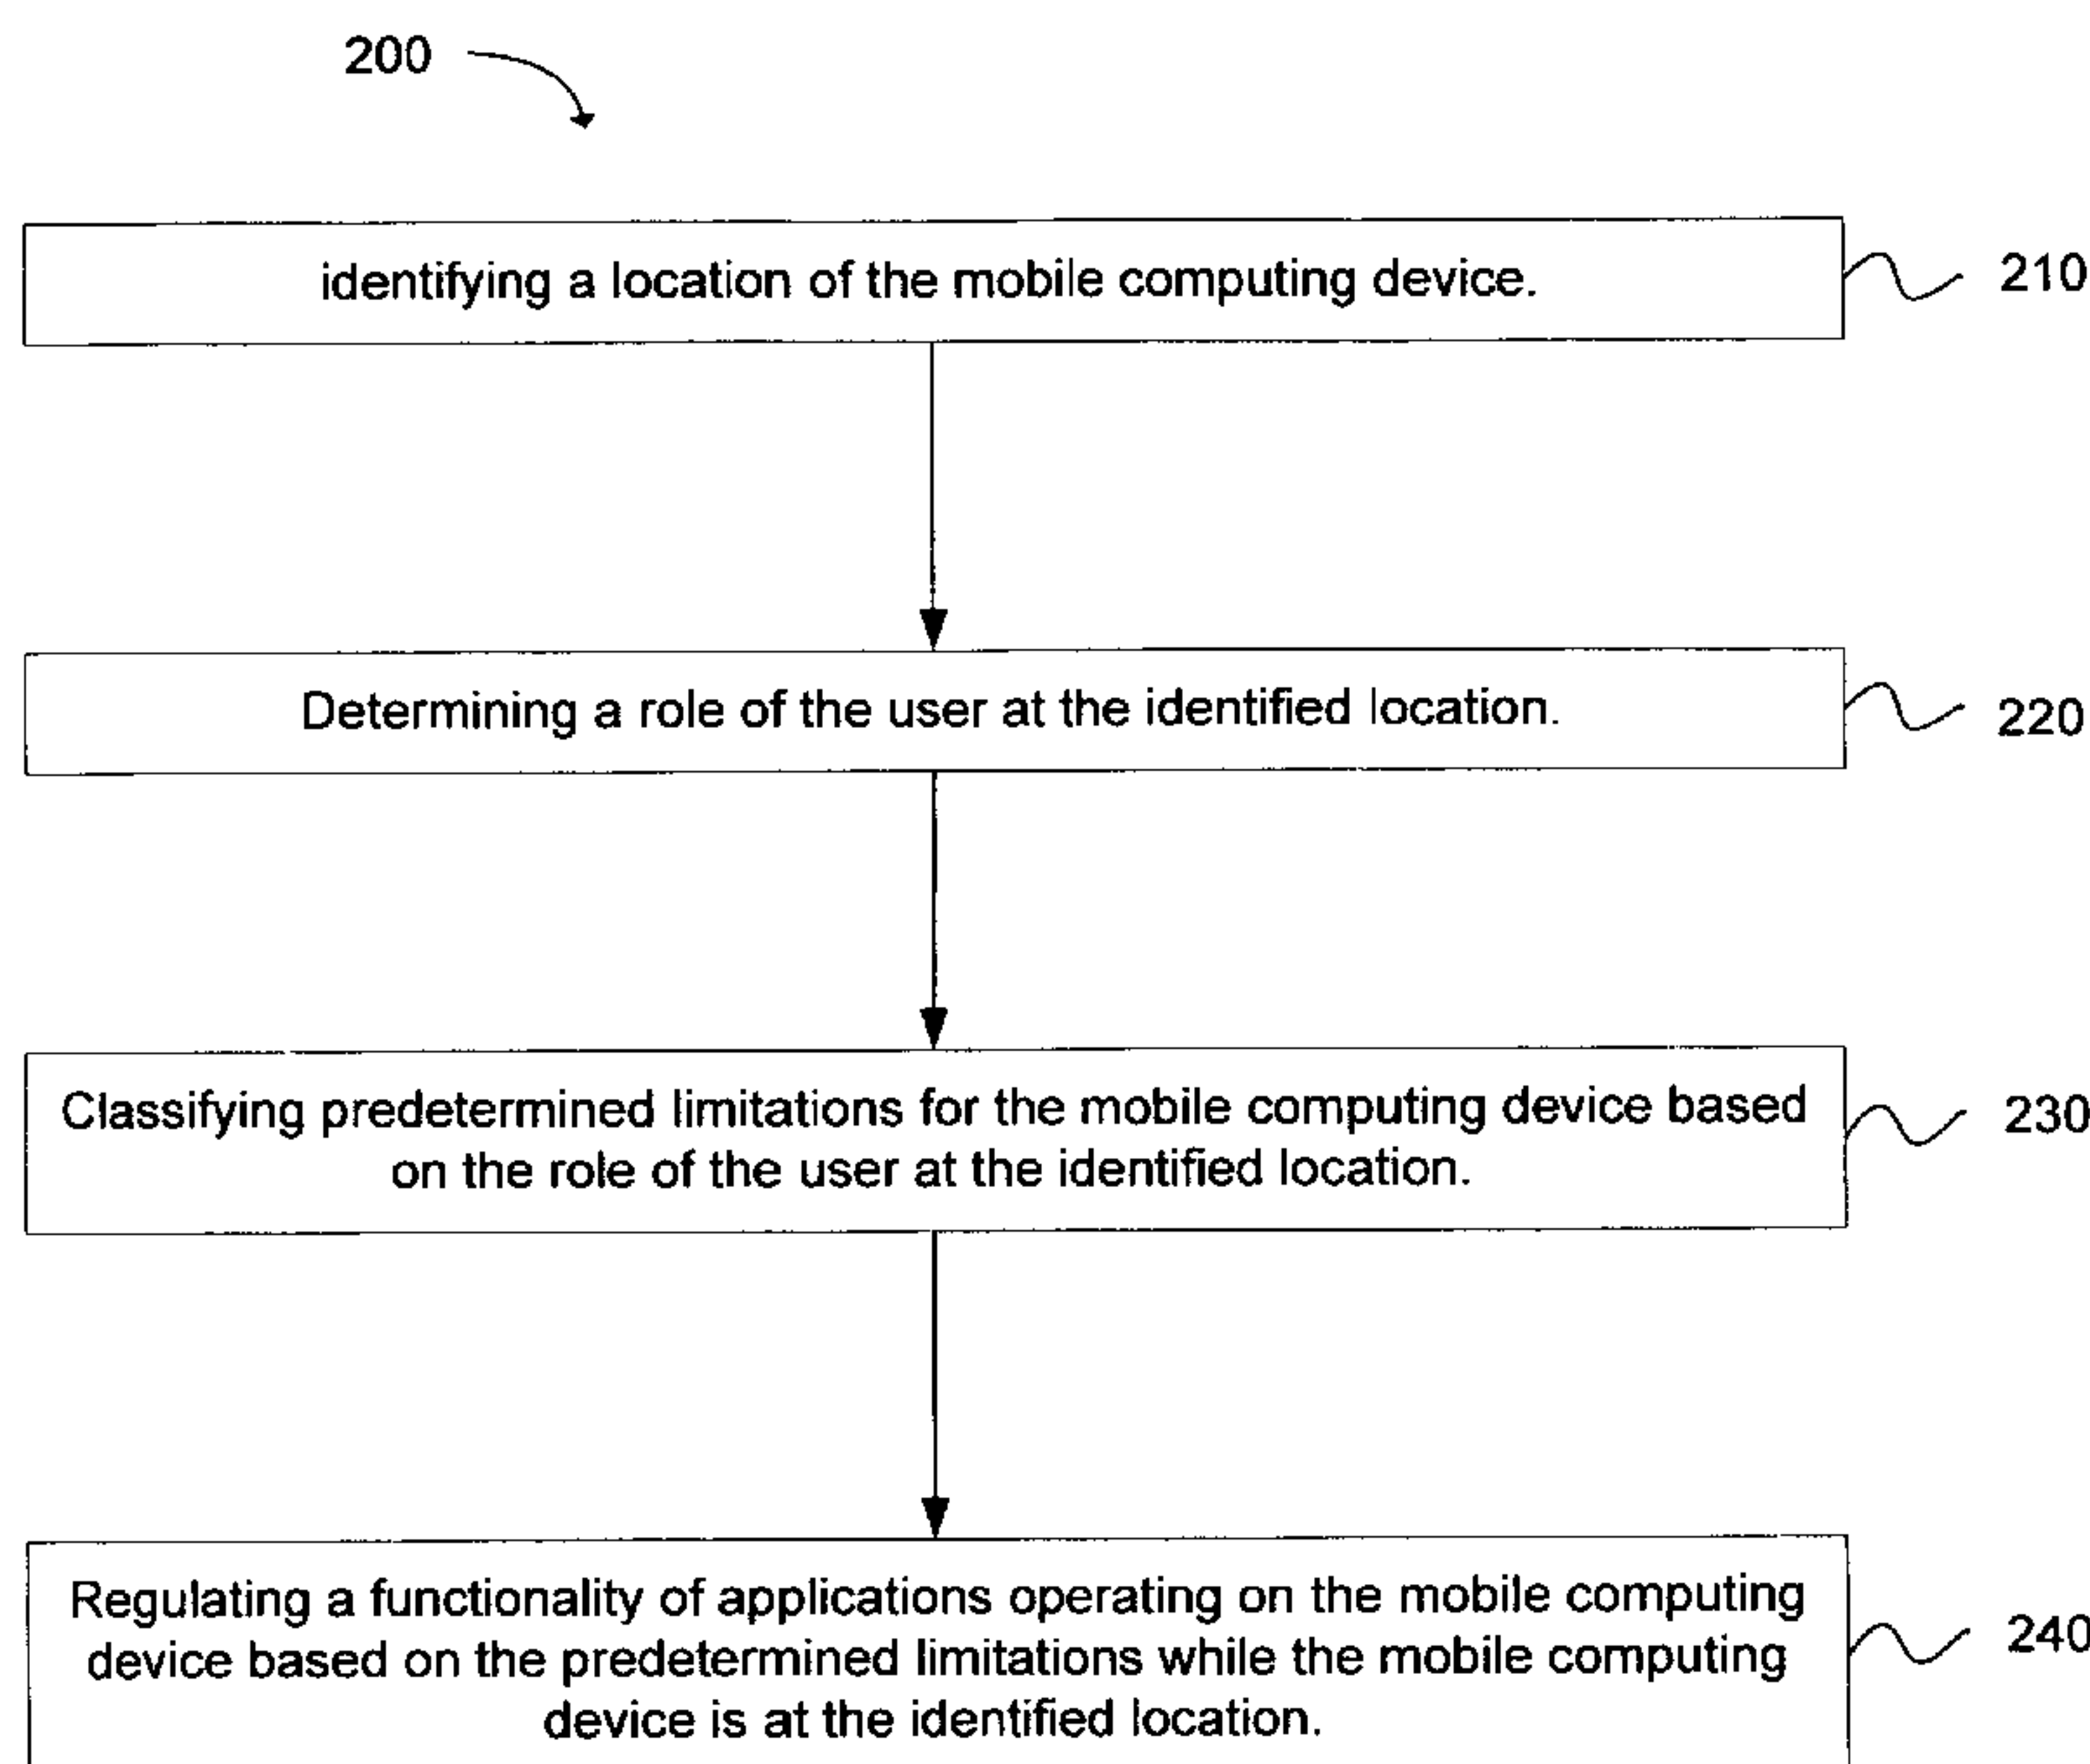 200
identifying a location of the mobile computing device.
210
Determining a role of the user at the identified location.
220
Classifying predetermined limitations for the mobile computing device based
on the role of the user at the identified location.
230
Regulating a functionality of applications operating on the mobile computing
device based on the predetermined limitations while the mobile computing
device is at the identified location.
240